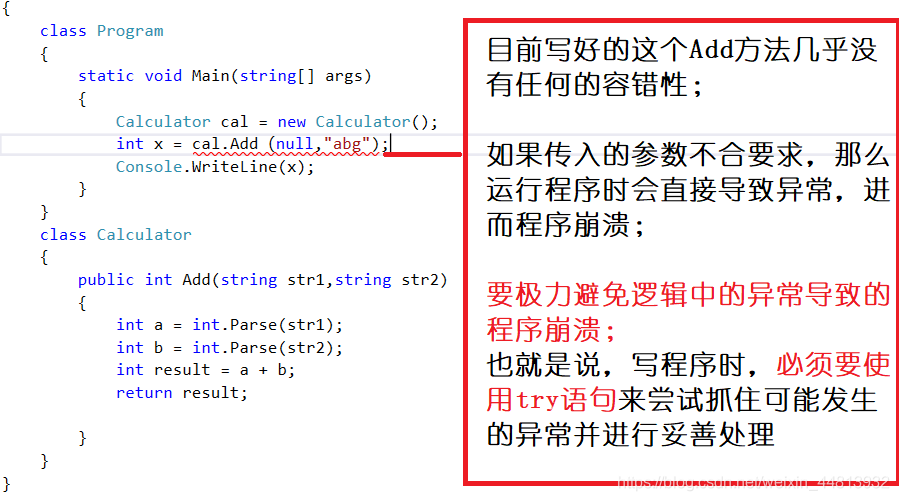 {
class Program
{
static void Main(string[] args)
{
Calculator cal = new Calculator();
int x = cal.Add (null,"abg");
Console.WriteLine(x);
}
}
class Calculator
{
public int Add(string str1,string str2)
{
int a = int.Parse(str1);
int b = int.Parse(str2);
int result = a + b;
return result;
}
}
}
目前写好的这个Add方法几乎没
有任何的容错性；
如果传入的参数不合要求，那么
运行程序时会直接导致异常，进
而程序崩溃；
要极力避免逻辑中的异常导致的
程序崩溃；
也就是说，写程序时，必须要使
用try语句来尝试抓住可能发生
的异常并进行妥善处理
https://blog.csdn.net/weixin_44813932